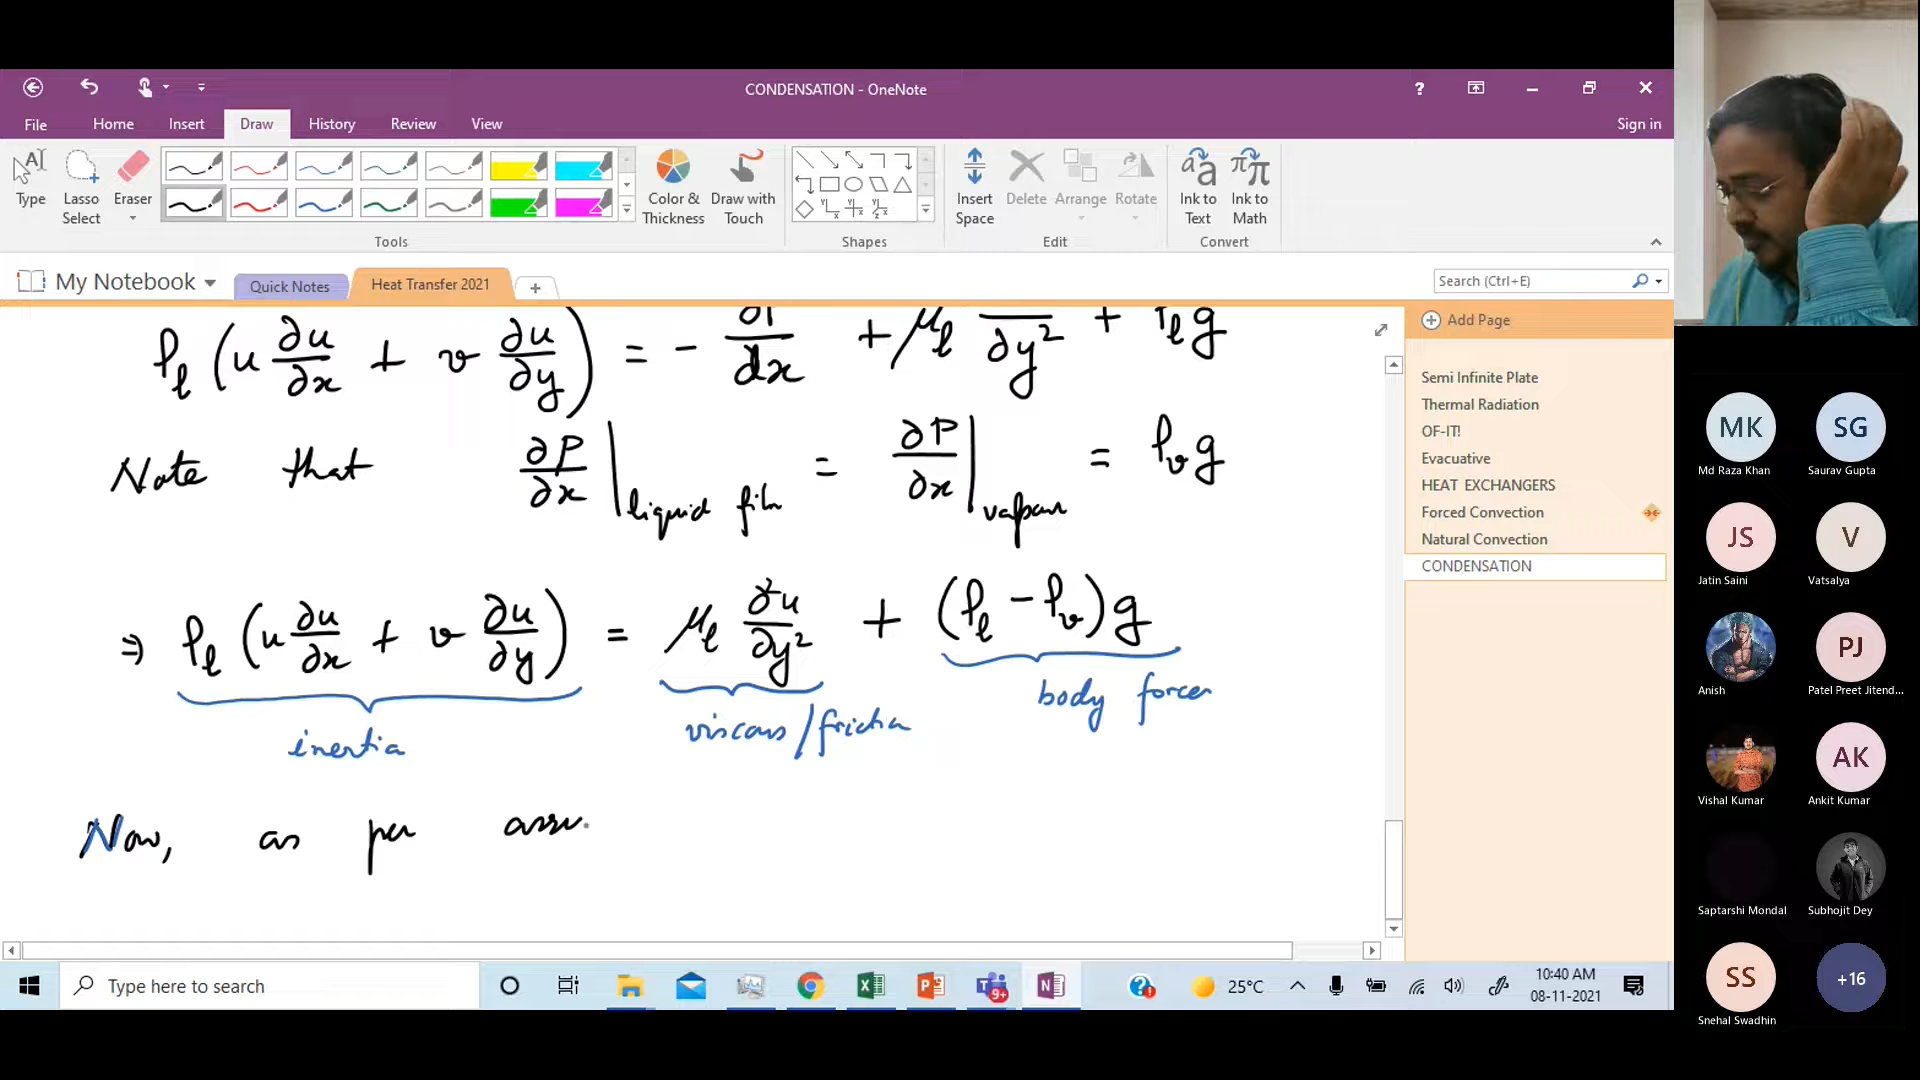 CONDENSATION - OneNote
?
File Home Insert Draw History Review View
Sign in
Type Lasso Select Eraser Color & Thickness Draw with Touch Insert Space Delete Arrange Rotate Ink to Text Ink to Math
Tools Shapes Edit Convert
My Notebook Quick Notes Heat Transfer 2021
Search (Ctrl+E)
Add Page
Semi Infinite Plate
Thermal Radiation
OF-IT!
Evacuative
HEAT EXCHANGERS
Forced Convection
Natural Convection
CONDENSATION
ρl (u ∂u/∂x + v ∂u/∂y) = - ∂P/dx + μl /∂y² + ρl g
Note that ∂P/∂x |liquid film = ∂P/∂x |vapour = ρv g
⇒ ρl (u ∂u/∂x + v ∂u/∂y) = μl ∂²u/∂y² + (ρl - ρv) g
inertia viscous/friction body forces
Now, as per assu
MK SG
Md Raza Khan Saurav Gupta
JS V
Jatin Saini Vatsalya
PJ
Anish Patel Preet Jitend...
AK
Vishal Kumar Ankit Kumar
Saptarshi Mondal Subhojit Dey
SS +16
Snehal Swadhin
Type here to search
9+
25°C
10:40 AM
08-11-2021